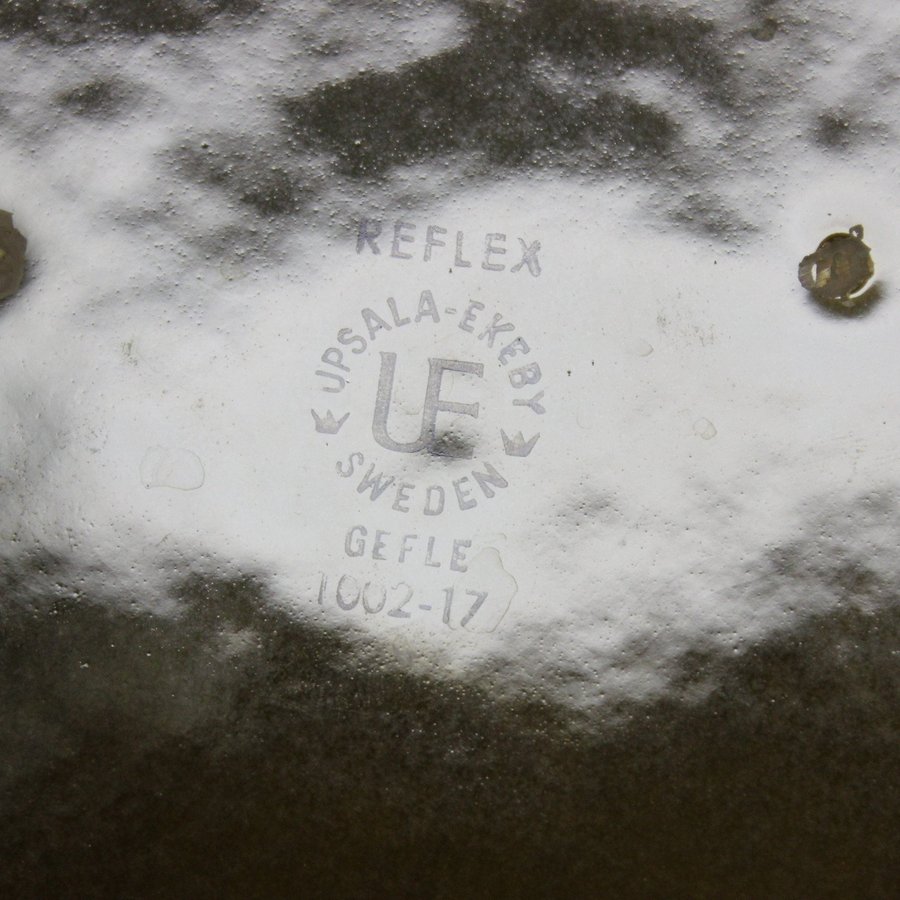 REFLEX
UPSALA-EKEBY
UE
SWEDEN
GEFLE
1002-17